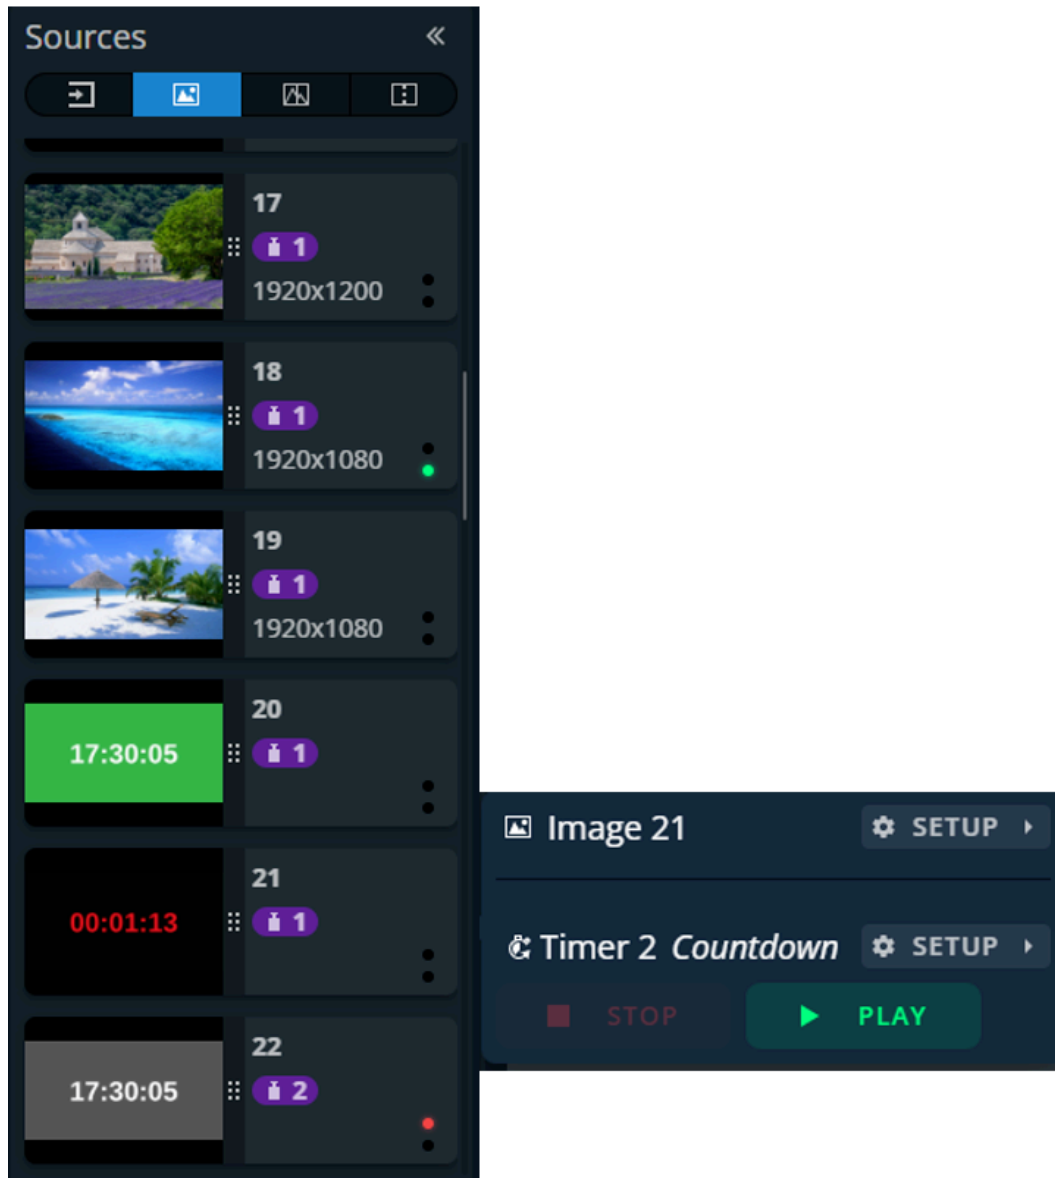 Sources
17
1
1920x1200
18
1
1920x1080
19
1
1920x1080
17:30:05
20
1
00:01:13
21
1
17:30:05
22
2
Image 21 SETUP
Timer 2 Countdown SETUP
STOP PLAY